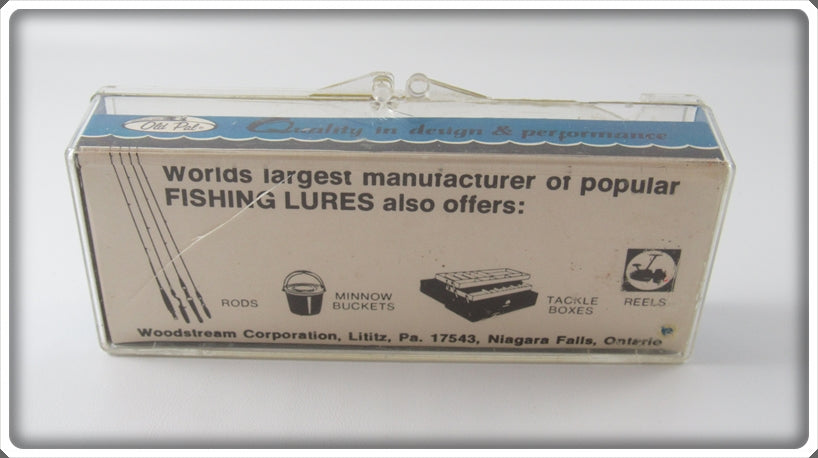 Old Pal® Quality in design & performance
Worlds largest manufacturer of popular
FISHING LURES also offers:
RODS
MINNOW
BUCKETS
TACKLE
BOXES
REELS
Woodstream Corporation, Lititz, Pa. 17543, Niagara Falls, Ontario